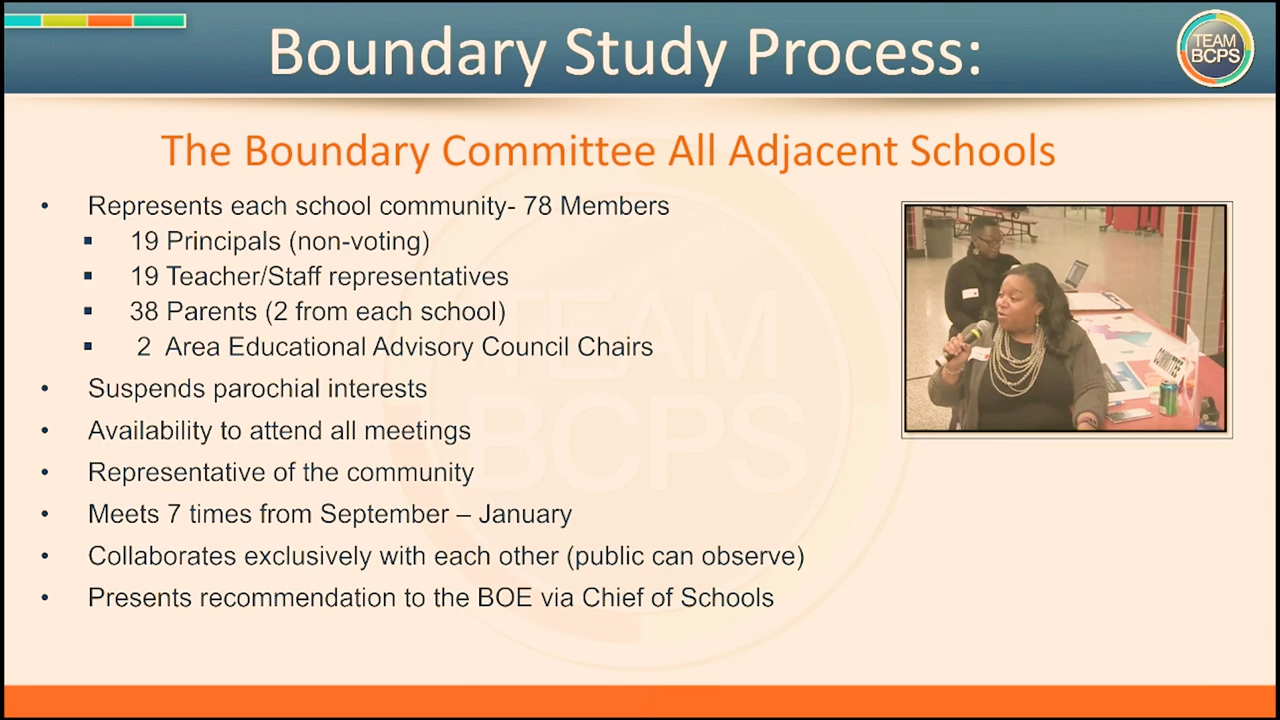 Boundary Study Process:
TEAM
BCPS
The Boundary Committee All Adjacent Schools
• Represents each school community- 78 Members
▪ 19 Principals (non-voting)
▪ 19 Teacher/Staff representatives
▪ 38 Parents (2 from each school)
▪ 2 Area Educational Advisory Council Chairs
• Suspends parochial interests
• Availability to attend all meetings
• Representative of the community
• Meets 7 times from September – January
• Collaborates exclusively with each other (public can observe)
• Presents recommendation to the BOE via Chief of Schools
TEAM
BCPS
COMMITTEE